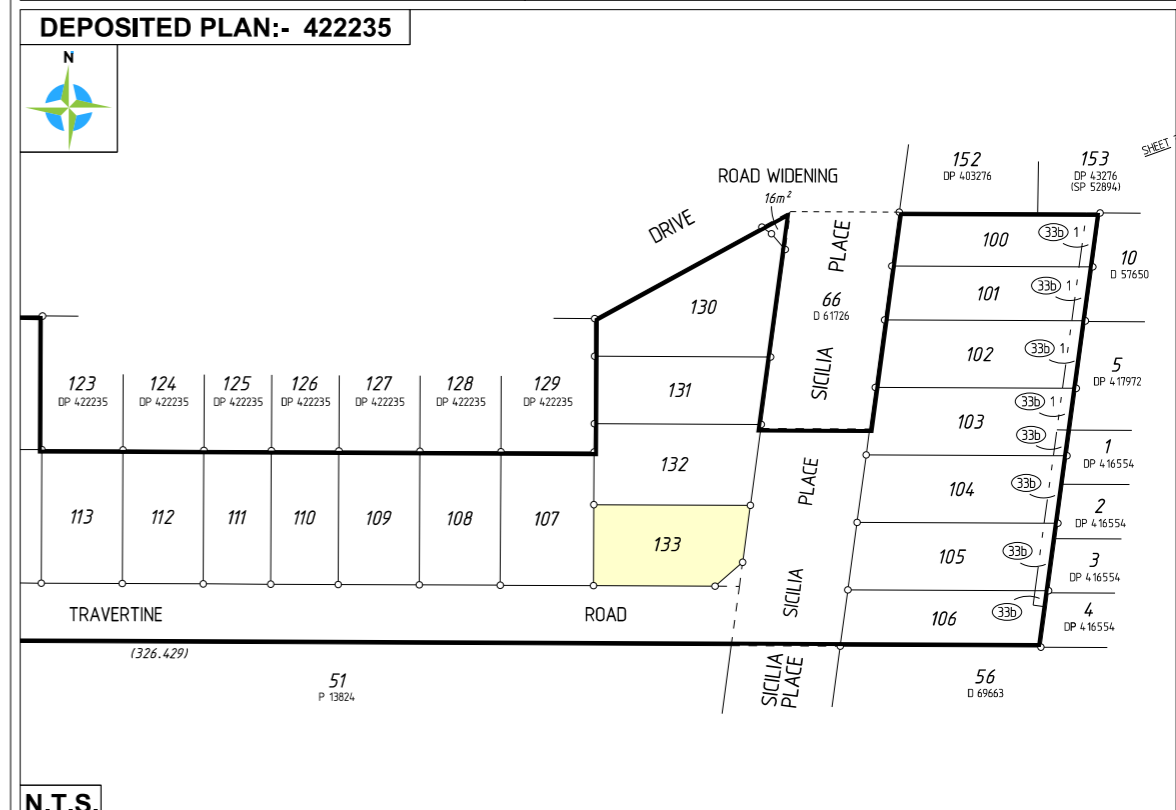 DEPOSITED PLAN:- 422235
N
SHEET
152
DP 403276
153
DP 43276
(SP 52894)
ROAD WIDENING
16m²
DRIVE
PLACE
SICILIA
66
D 61726
100
33b 1
10
D 57650
101
33b 1
130
102
33b 1
5
DP 417972
131
103
33b 1
33b
1
DP 416554
123
DP 422235
124
DP 422235
125
DP 422235
126
DP 422235
127
DP 422235
128
DP 422235
129
DP 422235
132
PLACE
SICILIA
104
33b
2
DP 416554
113
112
111
110
109
108
107
133
105
33b
3
DP 416554
TRAVERTINE
ROAD
106
33b
4
DP 416554
(326.429)
51
P 13824
SICILIA
PLACE
56
D 69663
N.T.S.